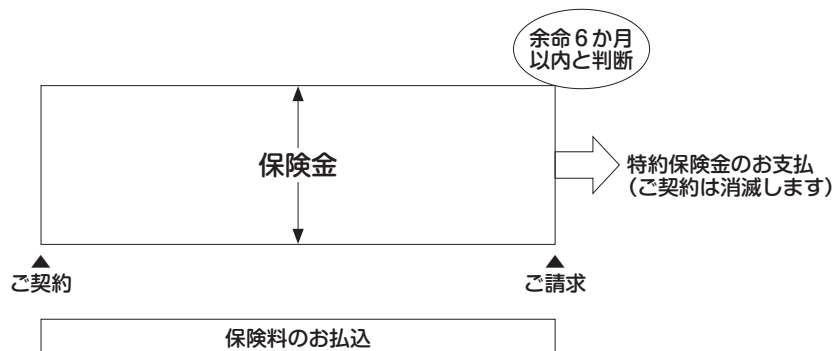 余命6か月
以内と判断
保険金
特約保険金のお支払
(ご契約は消滅します)
ご契約
ご請求
保険料のお払込